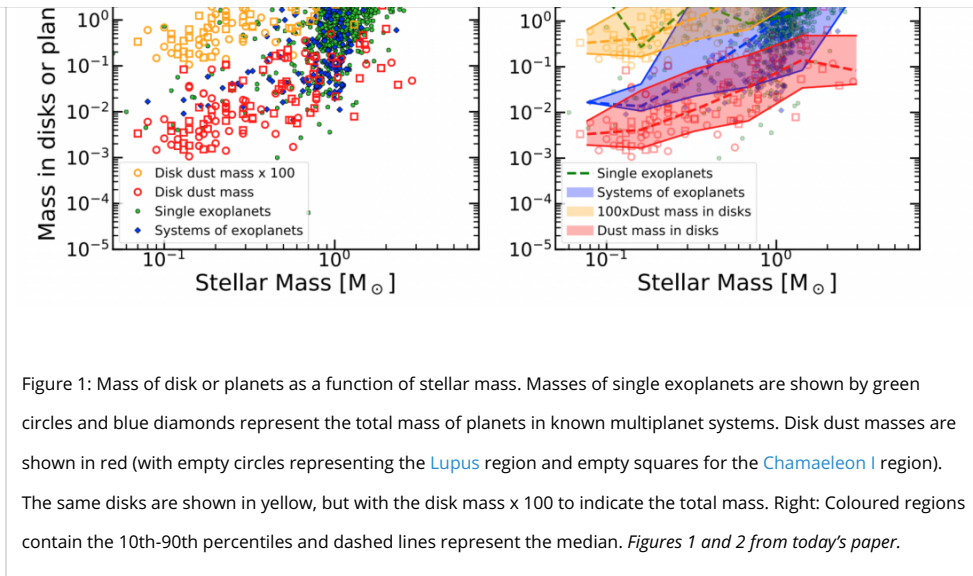 Mass in disks or plan
10⁰
10⁻¹
10⁻²
10⁻³
10⁻⁴
10⁻⁵
Disk dust mass x 100
Disk dust mass
Single exoplanets
Systems of exoplanets
10⁻¹
10⁰
Stellar Mass [M☉]
10⁰
10⁻¹
10⁻²
10⁻³
10⁻⁴
10⁻⁵
Single exoplanets
Systems of exoplanets
100xDust mass in disks
Dust mass in disks
10⁻¹
10⁰
Stellar Mass [M☉]
Figure 1: Mass of disk or planets as a function of stellar mass. Masses of single exoplanets are shown by green
circles and blue diamonds represent the total mass of planets in known multiplanet systems. Disk dust masses are
shown in red (with empty circles representing the Lupus region and empty squares for the Chamaeleon I region).
The same disks are shown in yellow, but with the disk mass x 100 to indicate the total mass. Right: Coloured regions
contain the 10th-90th percentiles and dashed lines represent the median. Figures 1 and 2 from today's paper.